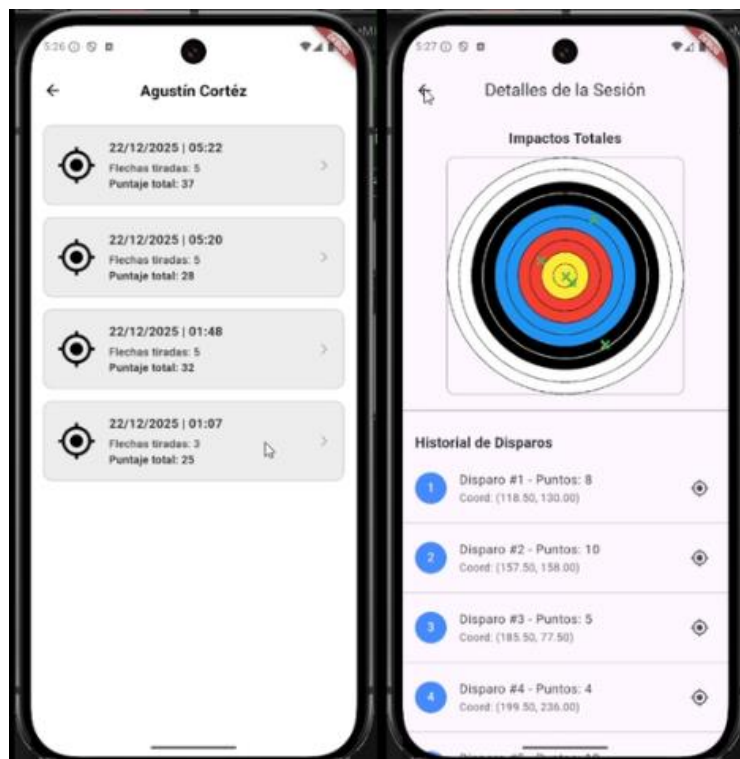 5:26
Agustín Cortéz
22/12/2025 | 05:22
Flechas tiradas: 5
Puntaje total: 37
22/12/2025 | 05:20
Flechas tiradas: 5
Puntaje total: 28
22/12/2025 | 01:48
Flechas tiradas: 5
Puntaje total: 32
22/12/2025 | 01:07
Flechas tiradas: 3
Puntaje total: 25
5:27
Detalles de la Sesión
Impactos Totales
Historial de Disparos
1
Disparo #1 - Puntos: 8
Coord: (118.50, 130.00)
2
Disparo #2 - Puntos: 10
Coord: (157.50, 158.00)
3
Disparo #3 - Puntos: 5
Coord: (185.50, 77.50)
4
Disparo #4 - Puntos: 4
Coord: (199.50, 236.00)